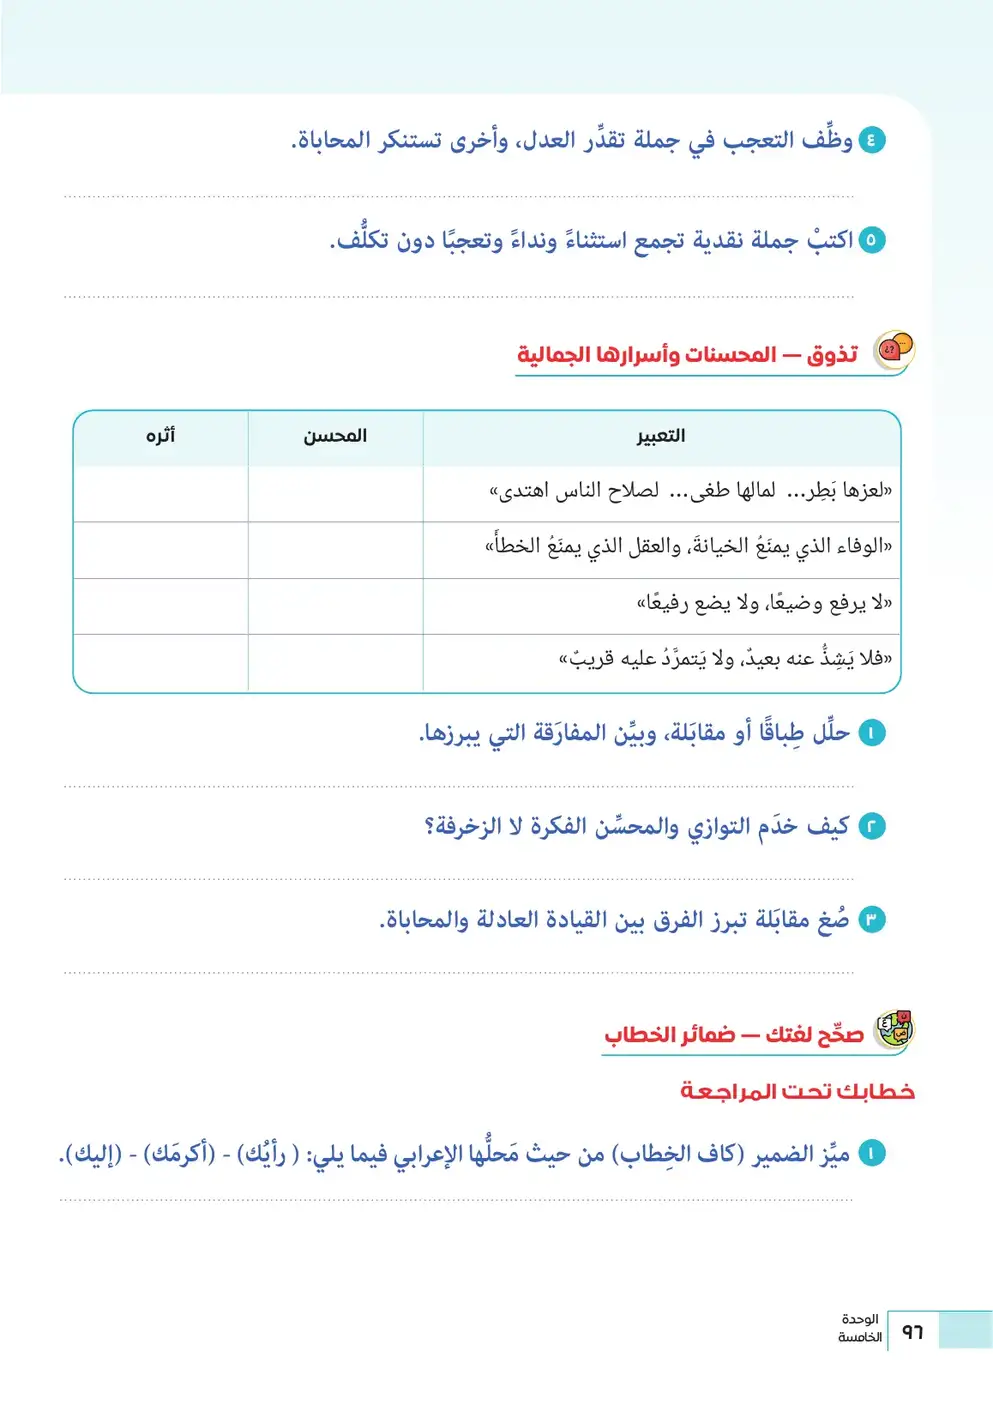 ٤ وظِّف التعجب في جملة تقدِّر العدل، وأخرى تستنكر المحاباة.
٥ اكتبْ جملة نقدية تجمع استثناءً ونداءً وتعجبًا دون تكلُّف.
تذوق — المحسنات وأسرارها الجمالية
التعبير المحسن أثره
«لعزها بَطِر... لمالها طغى... لصلاح الناس اهتدى»
«الوفاء الذي يمنَعُ الخيانةَ، والعقل الذي يمنَعُ الخطأَ»
«لا يرفع وضيعًا، ولا يضع رفيعًا»
«فلا يَشِذُّ عنه بعيدٌ، ولا يَتمرَّدُ عليه قريبٌ»
١ حلِّل طِباقًا أو مقابَلة، وبيِّن المفارَقة التي يبرزها.
٢ كيف خدَم التوازي والمحسِّن الفكرة لا الزخرفة؟
٣ صُغ مقابَلة تبرز الفرق بين القيادة العادلة والمحاباة.
صحِّح لغتك — ضمائر الخطاب
خطابك تحت المراجعة
١ ميِّز الضمير (كاف الخِطاب) من حيث مَحلُّها الإعرابي فيما يلي: ( رأيُك) - (أكرمَك) - (إليك).
الوحدة
الخامسة
٩٦